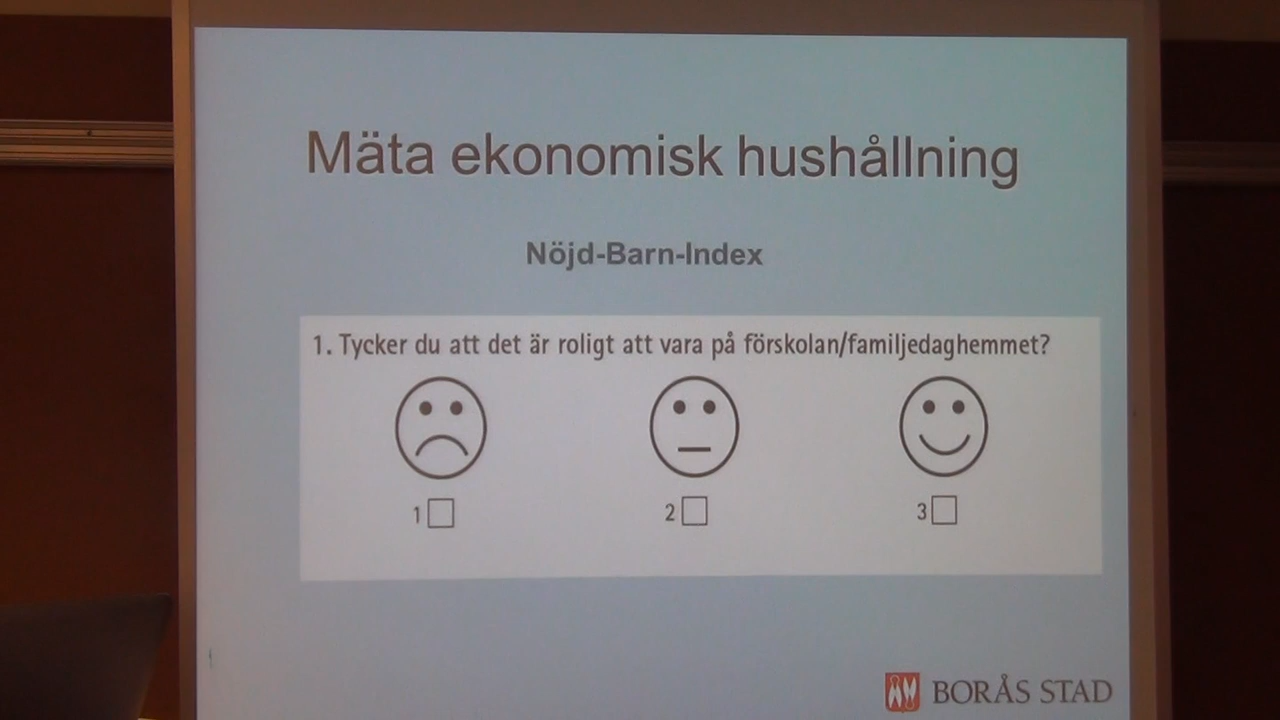 Mäta ekonomisk hushållning
Nöjd-Barn-Index
1. Tycker du att det är roligt att vara på förskolan/familjedaghemmet?
1 2 3
BORÅS STAD